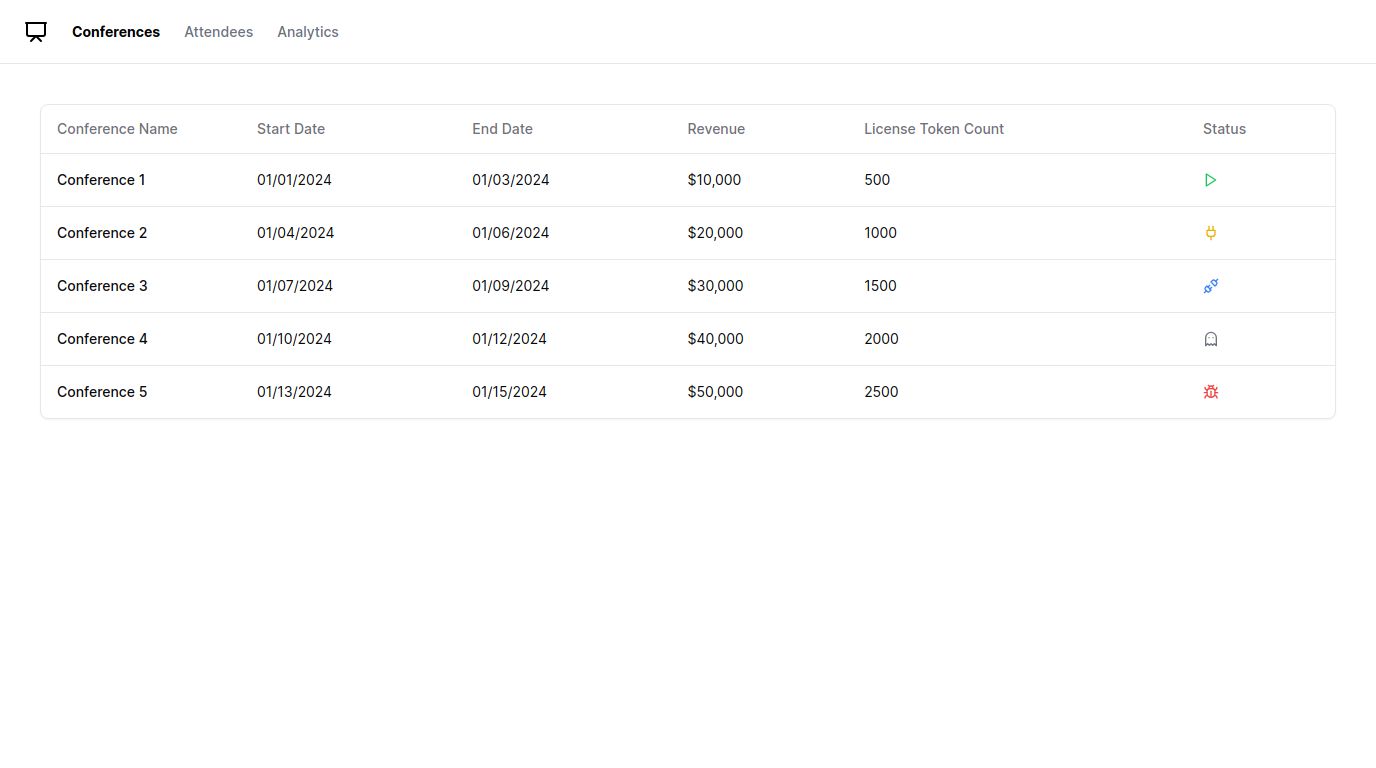 Conferences Attendees Analytics
Conference Name Start Date End Date Revenue License Token Count Status
Conference 1 01/01/2024 01/03/2024 $10,000 500
Conference 2 01/04/2024 01/06/2024 $20,000 1000
Conference 3 01/07/2024 01/09/2024 $30,000 1500
Conference 4 01/10/2024 01/12/2024 $40,000 2000
Conference 5 01/13/2024 01/15/2024 $50,000 2500